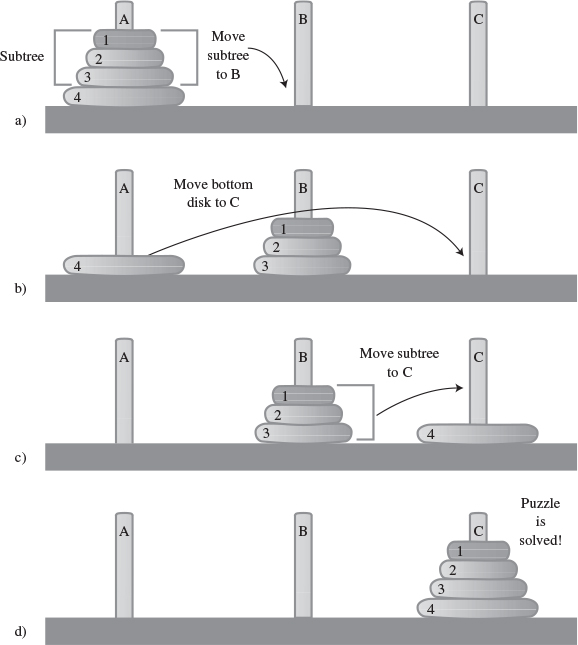 A
B
C
Subtree
1
2
3
4
Move
subtree
to B
a)
A
B
C
Move bottom
disk to C
4
1
2
3
b)
A
B
C
Move subtree
to C
1
2
3
4
c)
A
B
C
Puzzle
is
solved!
1
2
3
4
d)